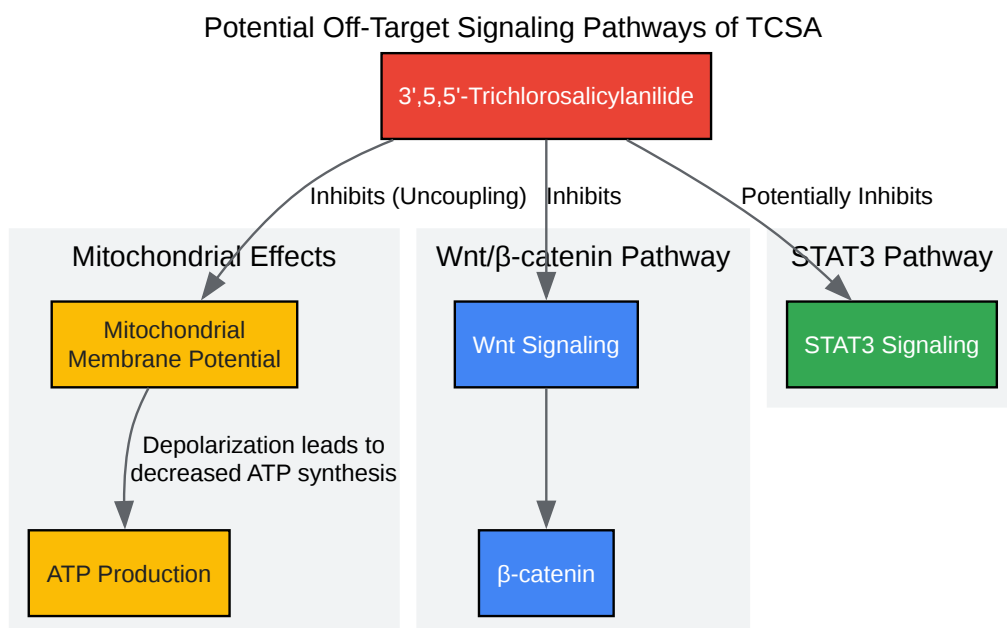 Potential Off-Target Signaling Pathways of TCSA
3',5,5'-Trichlorosalicylanilide
Inhibits (Uncoupling)
Inhibits
Potentially Inhibits
Mitochondrial Effects
Wnt/β-catenin Pathway
STAT3 Pathway
Mitochondrial
Membrane Potential
Wnt Signaling
STAT3 Signaling
Depolarization leads to
decreased ATP synthesis
ATP Production
β-catenin